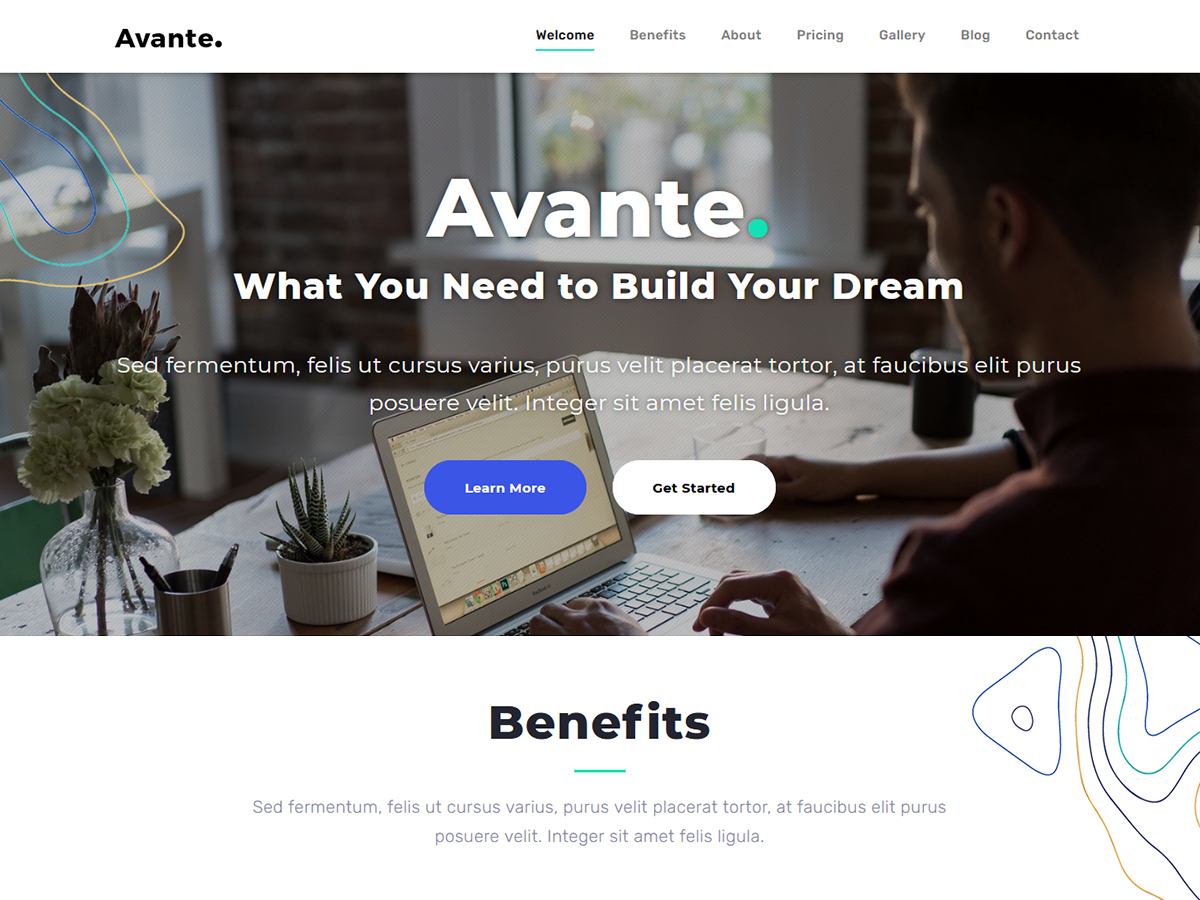 Avante.
Welcome Benefits About Pricing Gallery Blog Contact
Avante.
What You Need to Build Your Dream
Sed fermentum, felis ut cursus varius, purus velit placerat tortor, at faucibus elit purus
posuere velit. Integer sit amet felis ligula.
Learn More Get Started
Benefits
Sed fermentum, felis ut cursus varius, purus velit placerat tortor, at faucibus elit purus
posuere velit. Integer sit amet felis ligula.